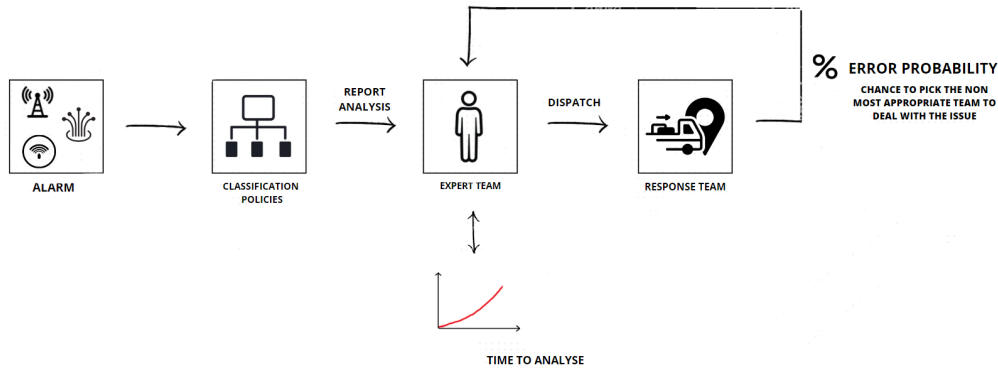 ALARM
CLASSIFICATION
POLICIES
REPORT
ANALYSIS
EXPERT TEAM
DISPATCH
RESPONSE TEAM
% ERROR PROBABILITY
CHANCE TO PICK THE NON
MOST APPROPRIATE TEAM TO
DEAL WITH THE ISSUE
TIME TO ANALYSE